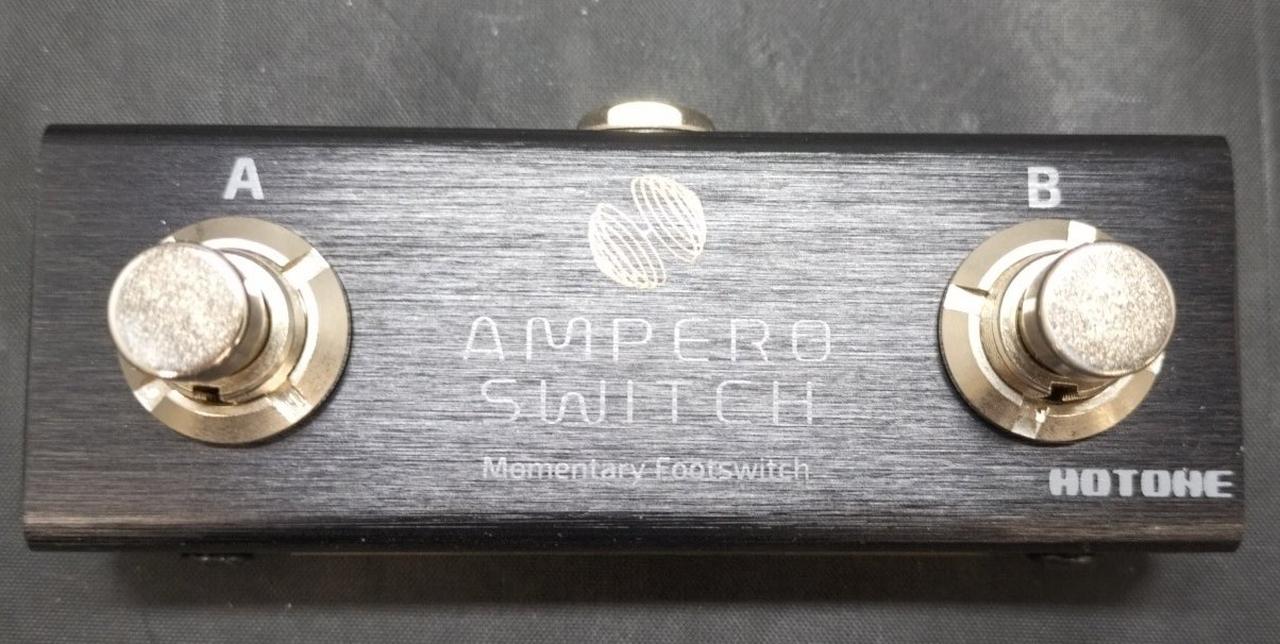 A
B
AMPERO
SWITCH
Momentary Footswitch
HOTONE